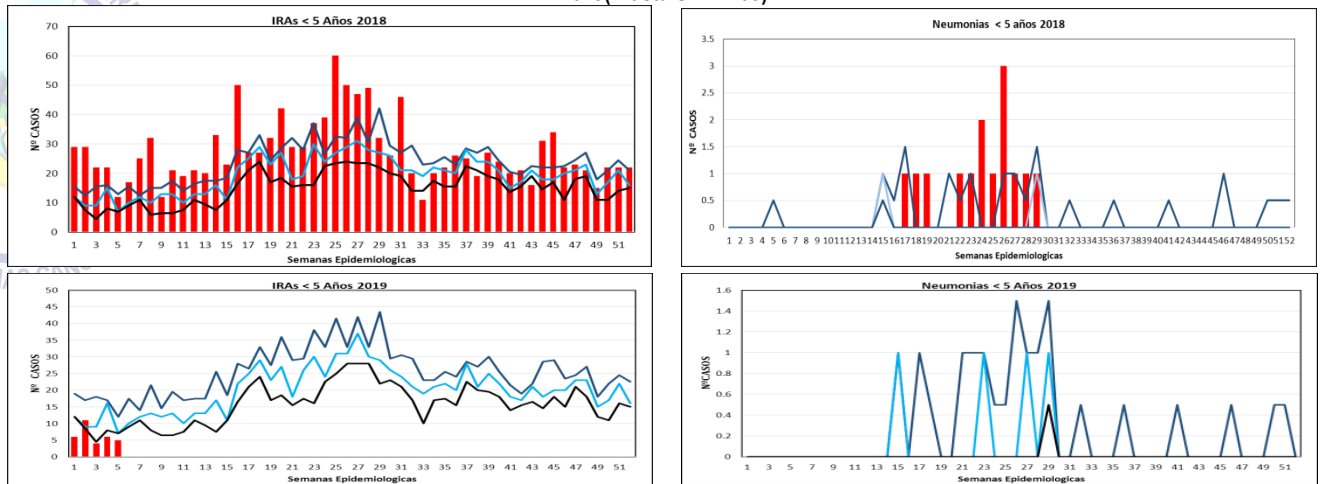 IRAs < 5 Años 2018
Nº CASOS
70
60
50
40
30
20
10
0
1 3 5 7 9 11 13 15 17 19 21 23 25 27 29 31 33 35 37 39 41 43 45 47 49 51
Semanas Epidemiologicas
Neumonias < 5 años 2018
Nº CASOS
3.5
3
2.5
2
1.5
1
0.5
0
1 2 3 4 5 6 7 8 9 10 11 12 13 14 15 16 17 18 19 20 21 22 23 24 25 26 27 28 29 30 31 32 33 34 35 36 37 38 39 40 41 42 43 44 45 46 47 48 49 50 51 52
Semanas Epidemiologicas
IRAs < 5 Años 2019
Nº CASOS
50
45
40
35
30
25
20
15
10
5
0
1 3 5 7 9 11 13 15 17 19 21 23 25 27 29 31 33 35 37 39 41 43 45 47 49 51
Semanas Epidemiologicas
Neumonias < 5 Años 2019
NºCASOS
1.6
1.4
1.2
1
0.8
0.6
0.4
0.2
0
1 3 5 7 9 11 13 15 17 19 21 23 25 27 29 31 33 35 37 39 41 43 45 47 49 51
Semanas Epidemiologicas